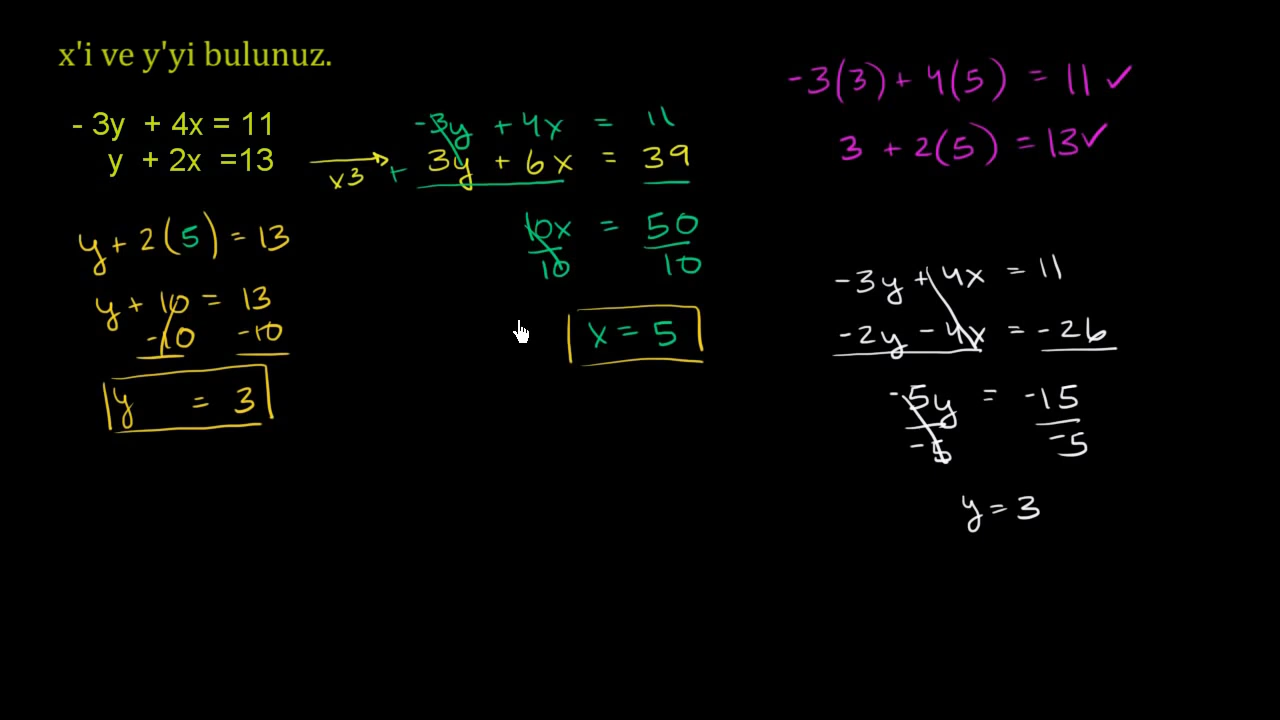 x'i ve y'yi bulunuz.
- 3y + 4x = 11
y + 2x =13
x3
y + 2(5) = 13
y + 10 = 13
-10 -10
y = 3
-3y + 4x = 11
+ 3y + 6x = 39
10x = 50
10 10
x = 5
-3(3) + 4(5) = 11 ✓
3 + 2(5) = 13 ✓
-3y + 4x = 11
-2y - 4x = -26
-5y = -15
-5 -5
y = 3